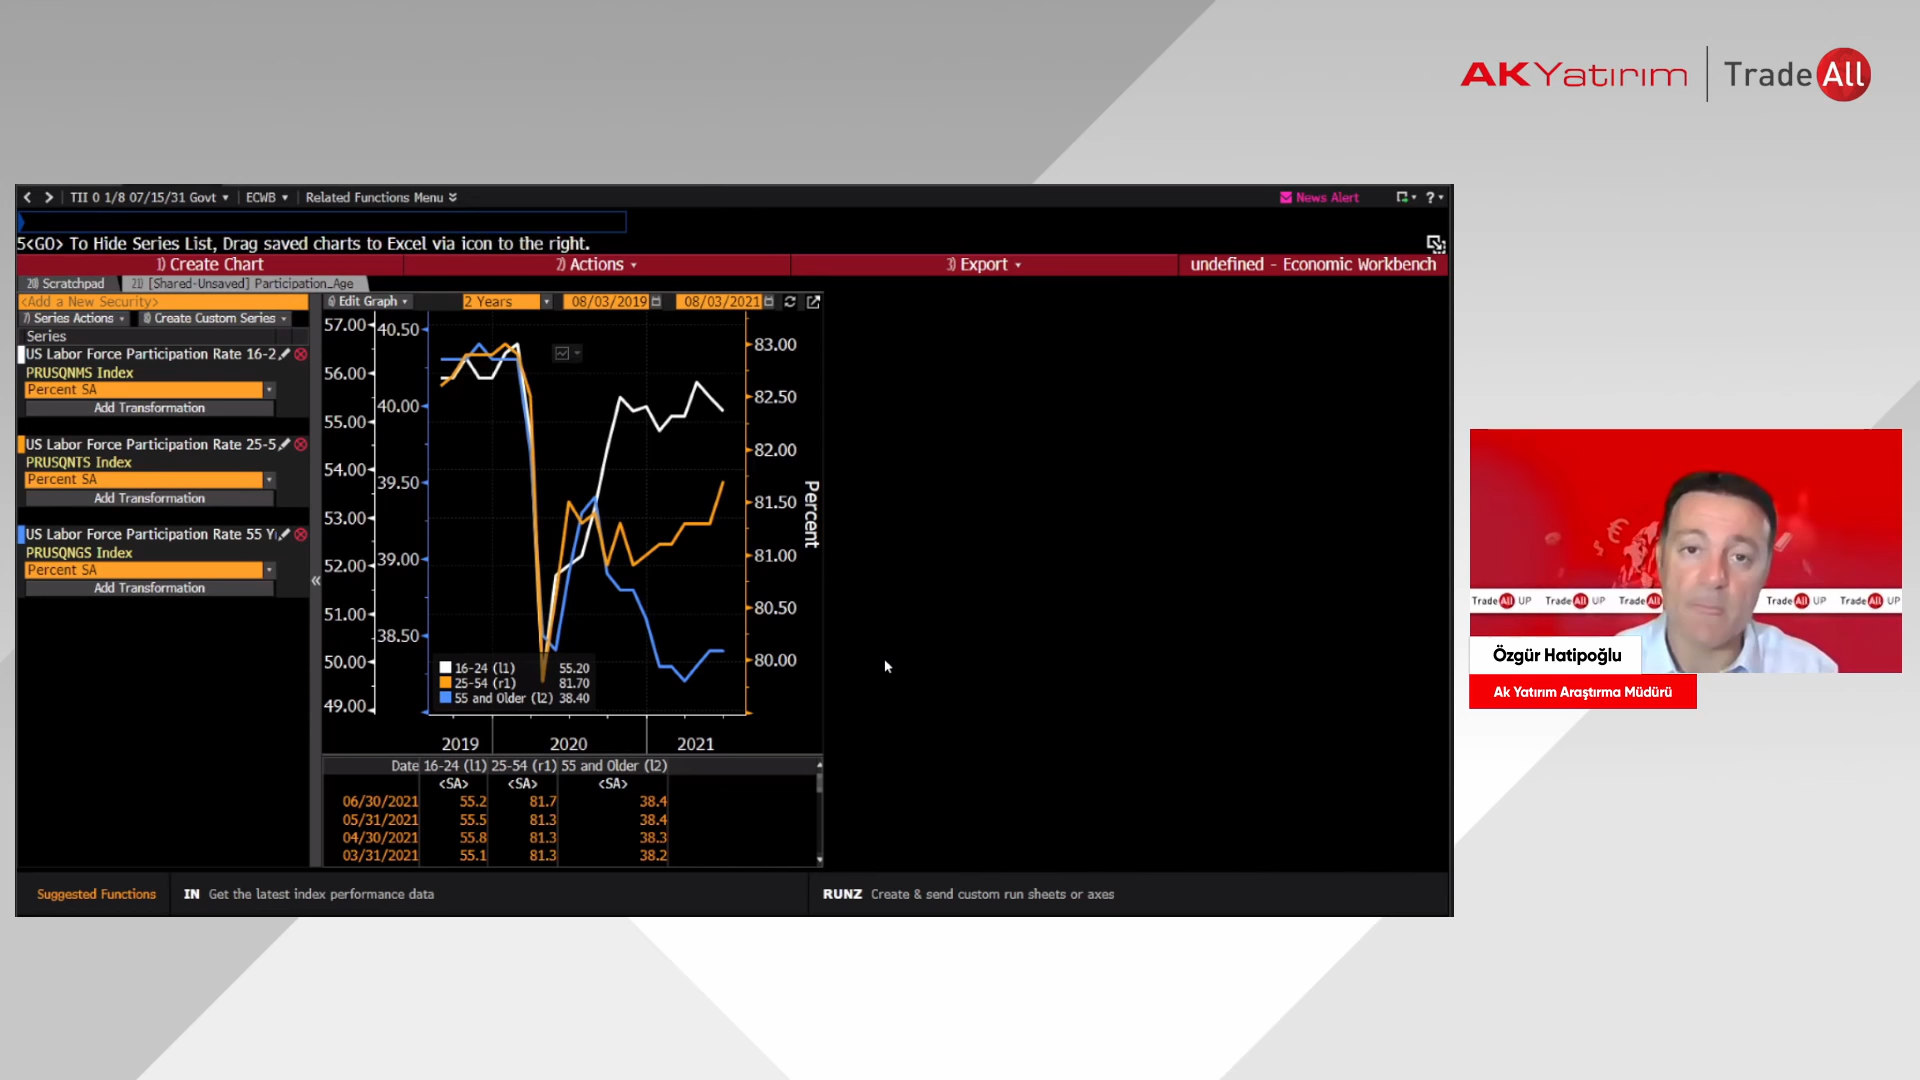 AKYatırım | TradeAll
TII 0 1/8 07/15/31 Govt | ECWB | Related Functions Menu
News Alert
?
5<GO> To Hide Series List, Drag saved charts to Excel via icon to the right.
1) Create Chart 2) Actions 3) Export undefined - Economic Workbench
20) Scratchpad 21) [Shared-Unsaved] Participation_Age
<Add a New Security>
6) Edit Graph 2 Years 08/03/2019 08/03/2021
7) Series Actions 8) Create Custom Series
Series
US Labor Force Participation Rate 16-2
PRUSQNMS Index
Percent SA
Add Transformation
US Labor Force Participation Rate 25-5
PRUSQNTS Index
Percent SA
Add Transformation
US Labor Force Participation Rate 55 Y
PRUSQNGS Index
Percent SA
Add Transformation
«
57.00
56.00
55.00
54.00
53.00
52.00
51.00
50.00
49.00
40.50
40.00
39.50
39.00
38.50
83.00
82.50
82.00
81.50
81.00
80.50
80.00
Percent
16-24 (l1) 55.20
25-54 (r1) 81.70
55 and Older (l2) 38.40
2019 2020 2021
Date 16-24 (l1) 25-54 (r1) 55 and Older (l2)
<SA> <SA> <SA>
06/30/2021 55.2 81.7 38.4
05/31/2021 55.5 81.3 38.4
04/30/2021 55.8 81.3 38.3
03/31/2021 55.1 81.3 38.2
Suggested Functions IN Get the latest index performance data RUNZ Create & send custom run sheets or axes
TradeAll UP TradeAll UP TradeAll TradeAll UP TradeAll UP
Özgür Hatipoğlu
Ak Yatırım Araştırma Müdürü